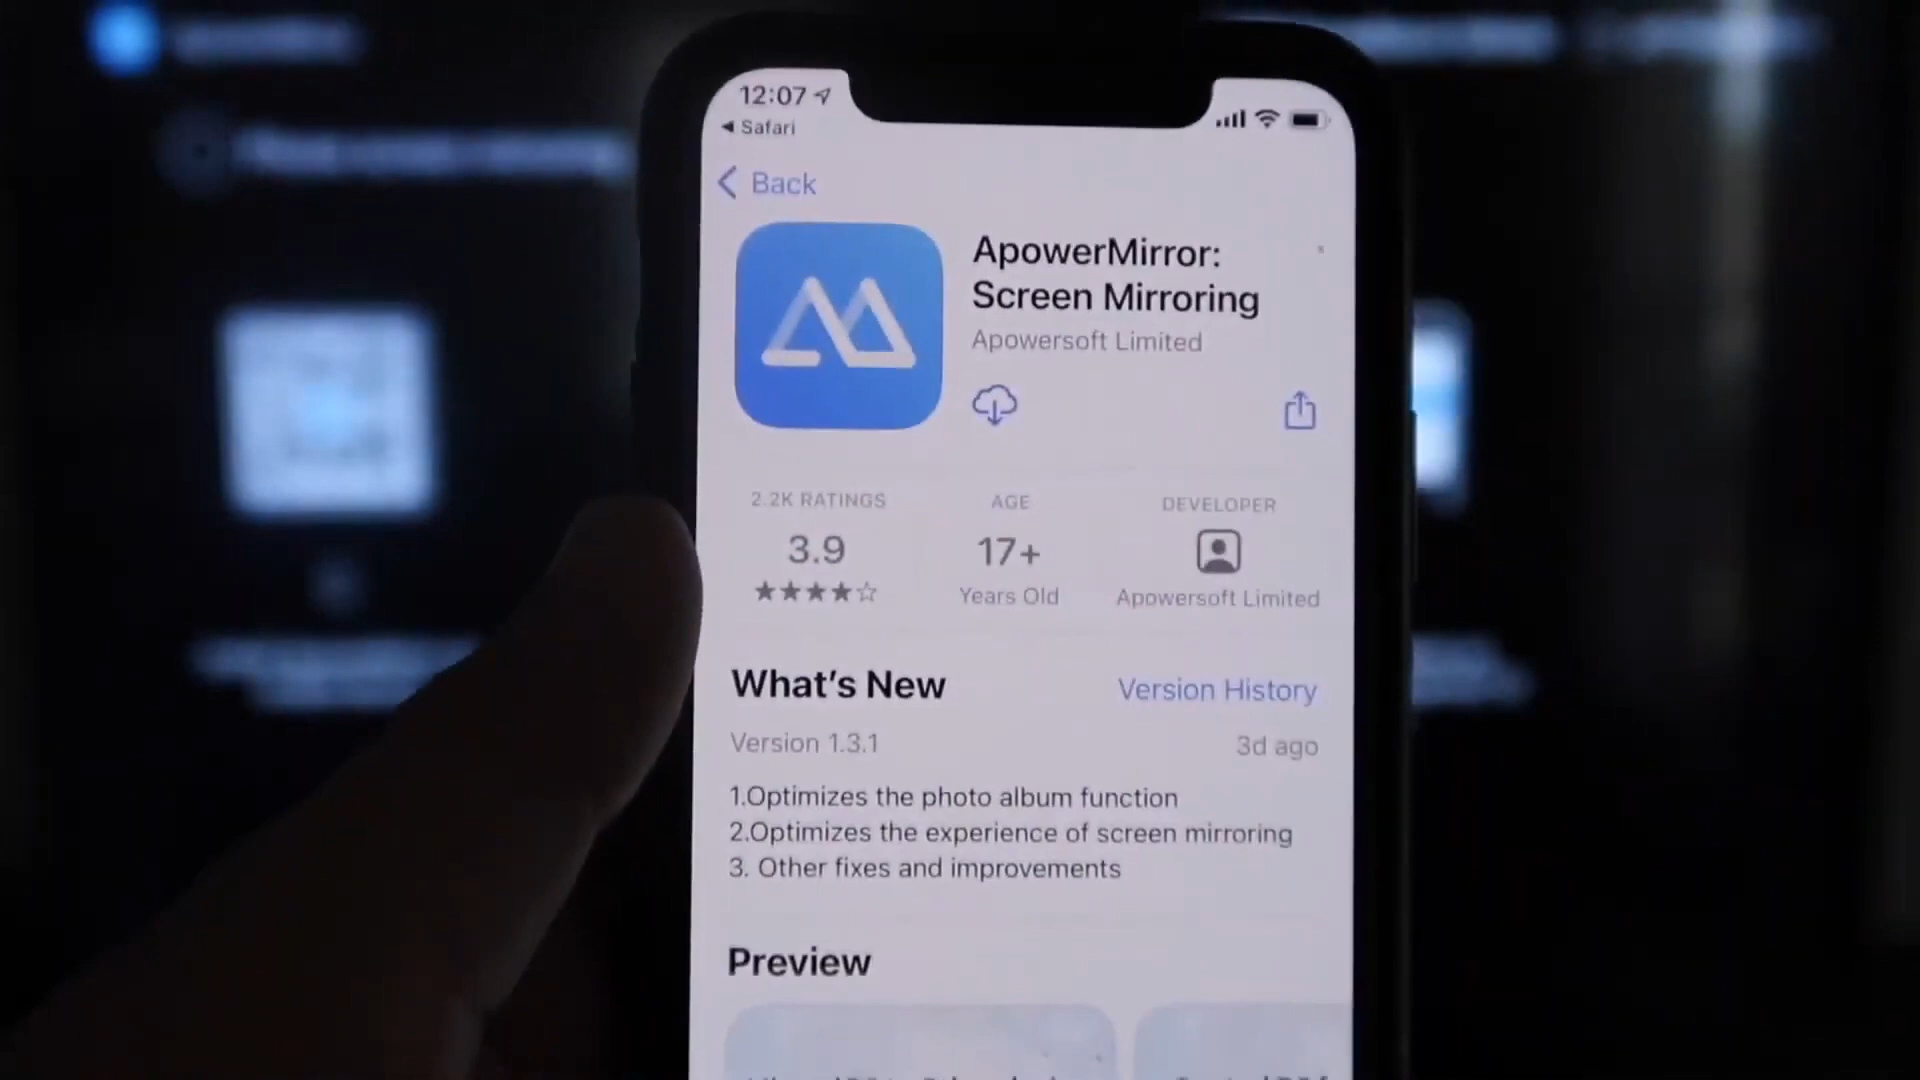 12:07
Safari
Back
ApowerMirror:
Screen Mirroring
Apowersoft Limited
2.2K RATINGS
AGE
DEVELOPER
3.9
17+
Years Old
Apowersoft Limited
What's New
Version History
Version 1.3.1
3d ago
1.Optimizes the photo album function
2.Optimizes the experience of screen mirroring
3. Other fixes and improvements
Preview